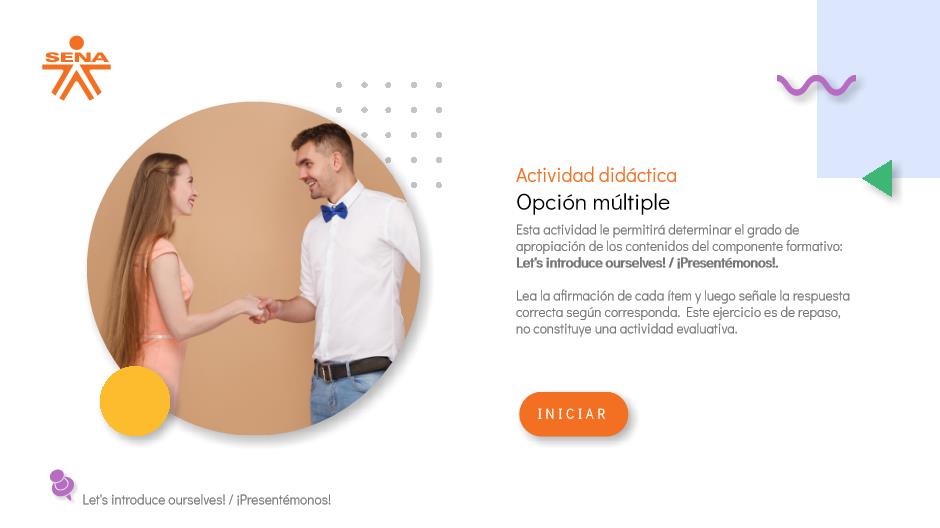 SENA
Actividad didáctica
Opción múltiple
Esta actividad le permitirá determinar el grado de
apropiación de los contenidos del componente formativo:
Let's introduce ourselves! / ¡Presentémonos!.
Lea la afirmación de cada ítem y luego señale la respuesta
correcta según corresponda. Este ejercicio es de repaso,
no constituye una actividad evaluativa.
INICIAR
Let's introduce ourselves! / ¡Presentémonos!